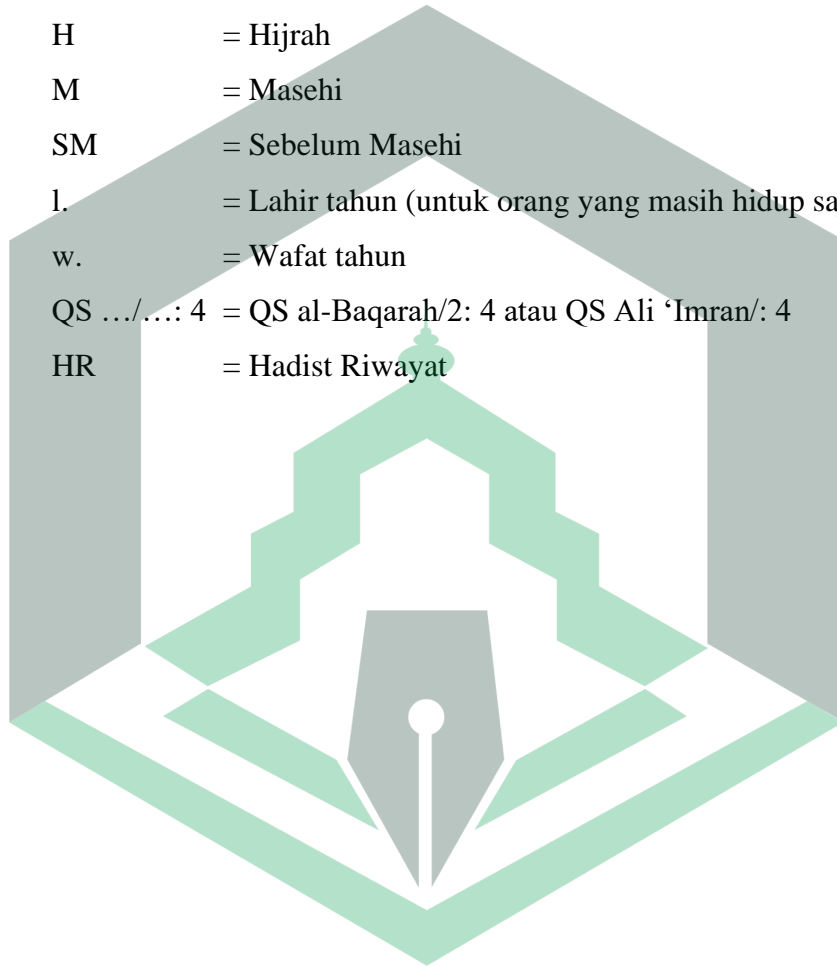 H = Hijrah
M = Masehi
SM = Sebelum Masehi
l. = Lahir tahun (untuk orang yang masih hidup sa
w. = Wafat tahun
QS …/…: 4 = QS al-Baqarah/2: 4 atau QS Ali ‘Imran/: 4
HR = Hadist Riwayat